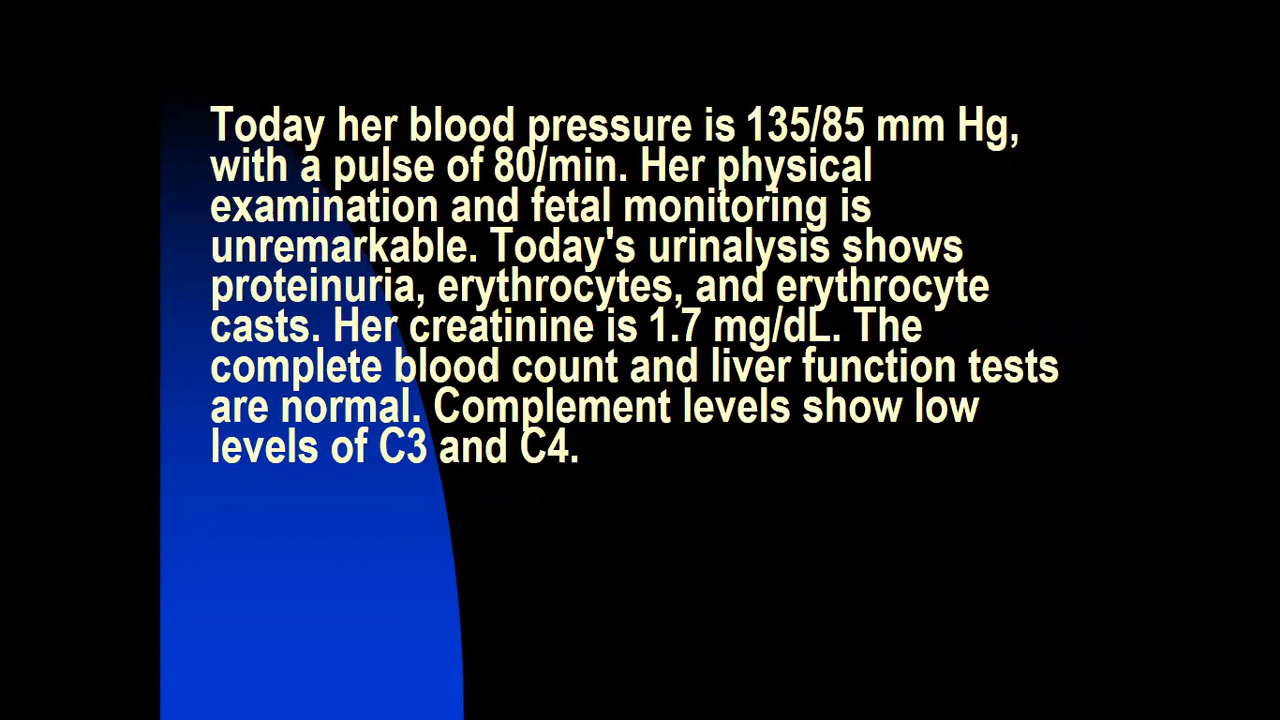 Today her blood pressure is 135/85 mm Hg,
with a pulse of 80/min. Her physical
examination and fetal monitoring is
unremarkable. Today's urinalysis shows
proteinuria, erythrocytes, and erythrocyte
casts. Her creatinine is 1.7 mg/dL. The
complete blood count and liver function tests
are normal. Complement levels show low
levels of C3 and C4.